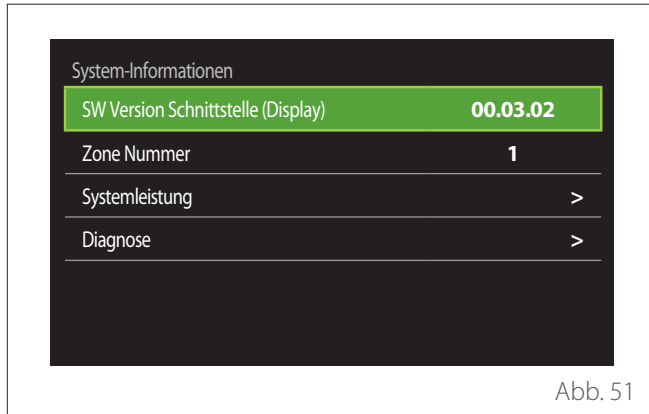 System-Informationen
SW Version Schnittstelle (Display) 00.03.02
Zone Nummer 1
Systemleistung >
Diagnose >
Abb. 51